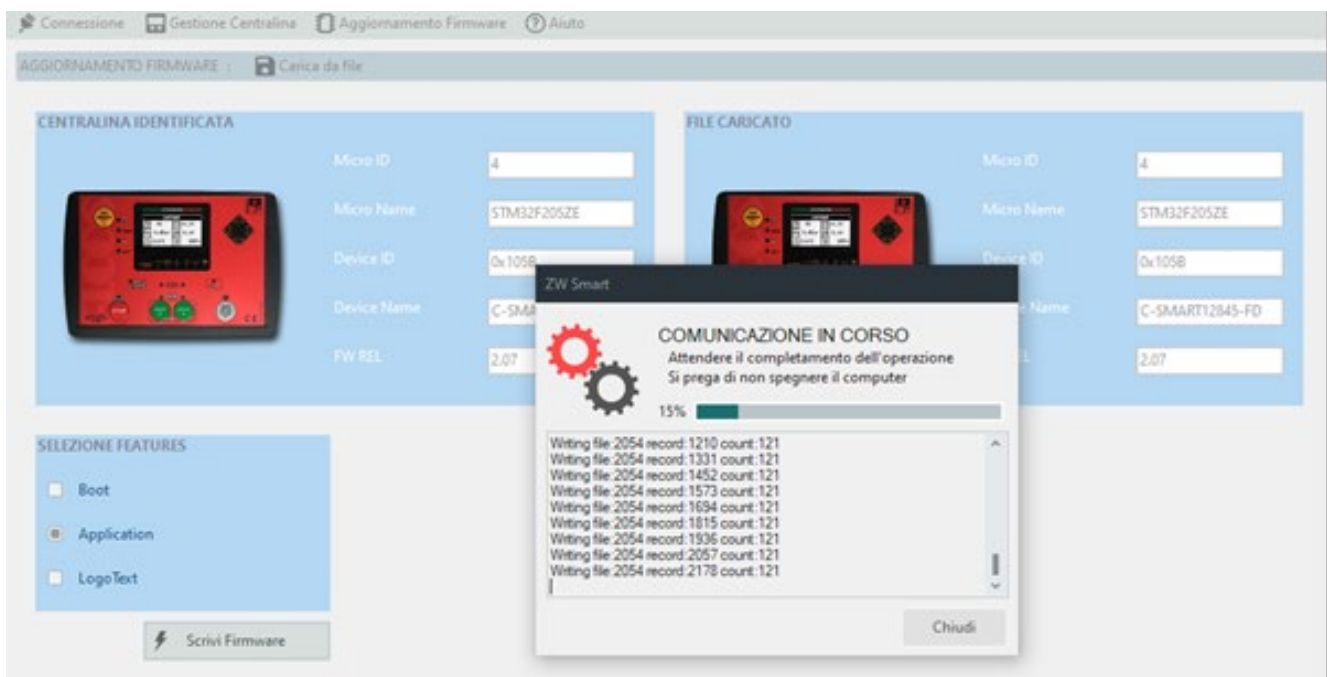 Connessione Gestione Centralina Aggiornamento Firmware ? Aiuto
AGGIORNAMENTO FIRMWARE : Carica da file
CENTRALINA IDENTIFICATA
Micro ID 4
Micro Name STM32F205ZE
Device ID 0x105B
Device Name C-SMA
FW REL 2.07
FILE CARICATO
Micro ID 4
Micro Name STM32F205ZE
Device ID 0x105B
Name C-SMART12845-FD
2.07
SELEZIONE FEATURES
Boot
Application
LogoText
Scrivi Firmware
ZW Smart
COMUNICAZIONE IN CORSO
Attendere il completamento dell'operazione
Si prega di non spegnere il computer
15%
Writing file:2054 record:1210 count:121
Writing file:2054 record:1331 count:121
Writing file:2054 record:1452 count:121
Writing file:2054 record:1573 count:121
Writing file:2054 record:1694 count:121
Writing file:2054 record:1815 count:121
Writing file:2054 record:1936 count:121
Writing file:2054 record:2057 count:121
Writing file:2054 record:2178 count:121
Chiudi